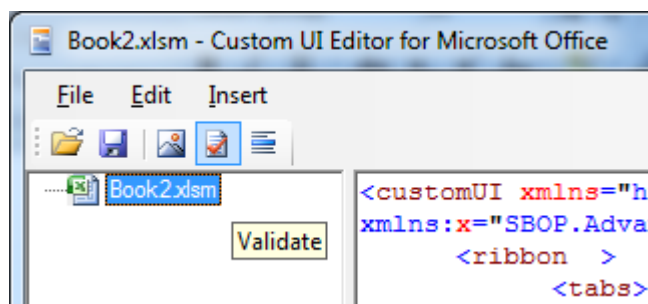 Book2.xlsm - Custom UI Editor for Microsoft Office
File Edit Insert
Book2.xlsm
Validate
<customUI xmlns="h
xmlns:x="SBOP.Adva
<ribbon >
<tabs>